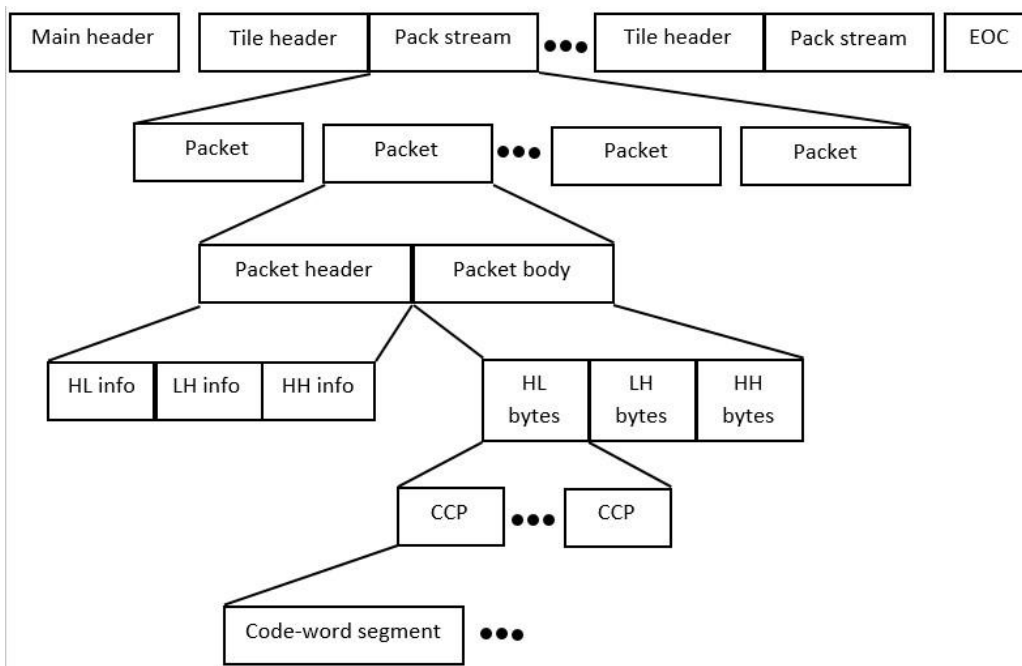 Main header Tile header Pack stream Tile header Pack stream EOC
Packet Packet Packet Packet
Packet header Packet body
HL info LH info HH info
HL LH HH
bytes bytes bytes
CCP CCP
Code-word segment